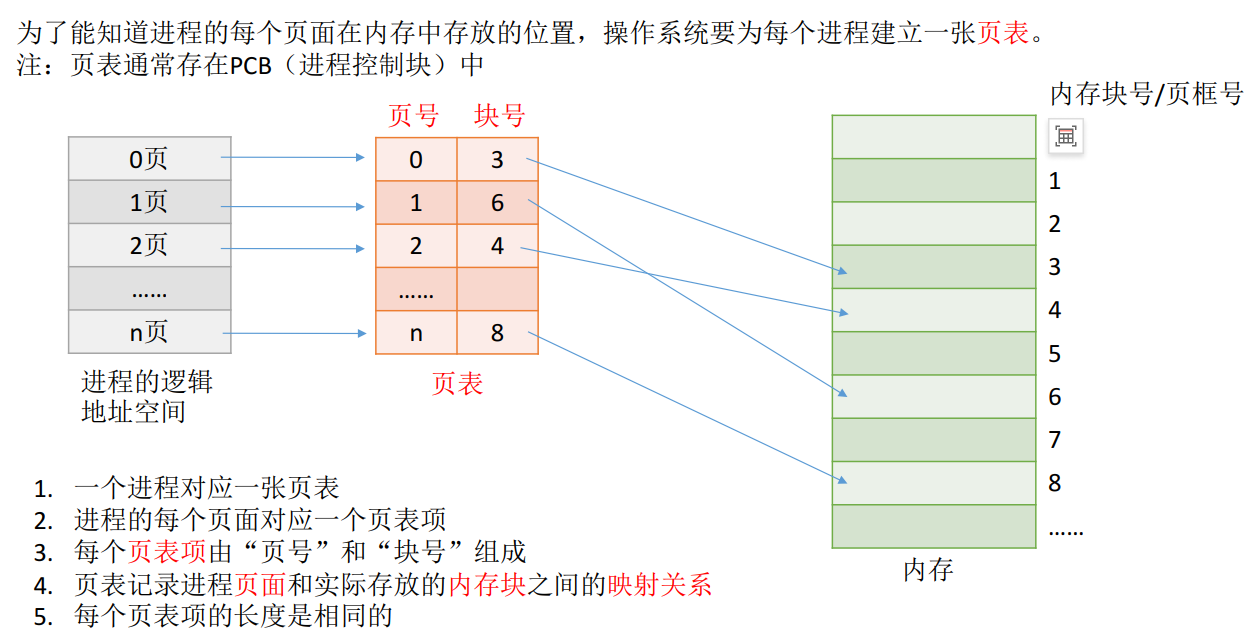 为了能知道进程的每个页面在内存中存放的位置，操作系统要为每个进程建立一张页表。
注：页表通常存在PCB（进程控制块）中
内存块号/页框号
页号 块号
0页 0 3
1页 1 6 1
2页 2 4 2
…… …… 3
n页 n 8 4
5
6
7
8
……
进程的逻辑
地址空间
页表
内存
1. 一个进程对应一张页表
2. 进程的每个页面对应一个页表项
3. 每个页表项由“页号”和“块号”组成
4. 页表记录进程页面和实际存放的内存块之间的映射关系
5. 每个页表项的长度是相同的